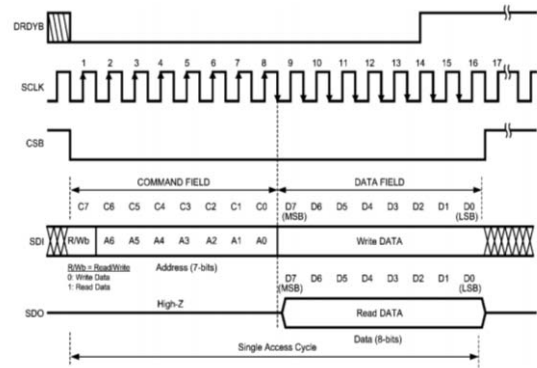 DRDYB
1 2 3 4 5 6 7 8 9 10 11 12 13 14 15 16 17
SCLK
CSB
COMMAND FIELD DATA FIELD
C7 C6 C5 C4 C3 C2 C1 C0 D7 D6 D5 D4 D3 D2 D1 D0
(MSB) (LSB)
SDI R/Wb A6 A5 A4 A3 A2 A1 A0 Write DATA
R/Wb = Read/Write Address (7-bits)
0: Write Data
1: Read Data
D7 D6 D5 D4 D3 D2 D1 D0
(MSB) (LSB)
High-Z
SDO Read DATA
Data (8-bits)
Single Access Cycle